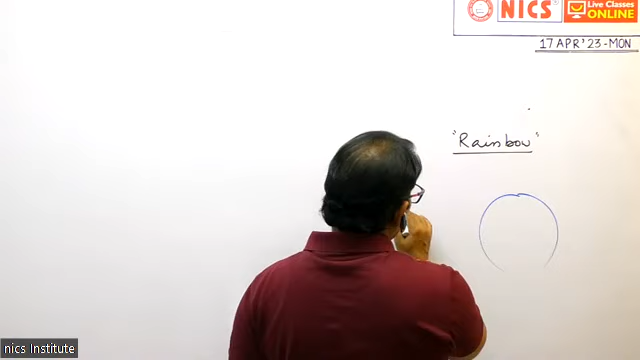 NICS
Live Classes
ONLINE
17 APR '23 - MON
"Rainbow"
nics Institute